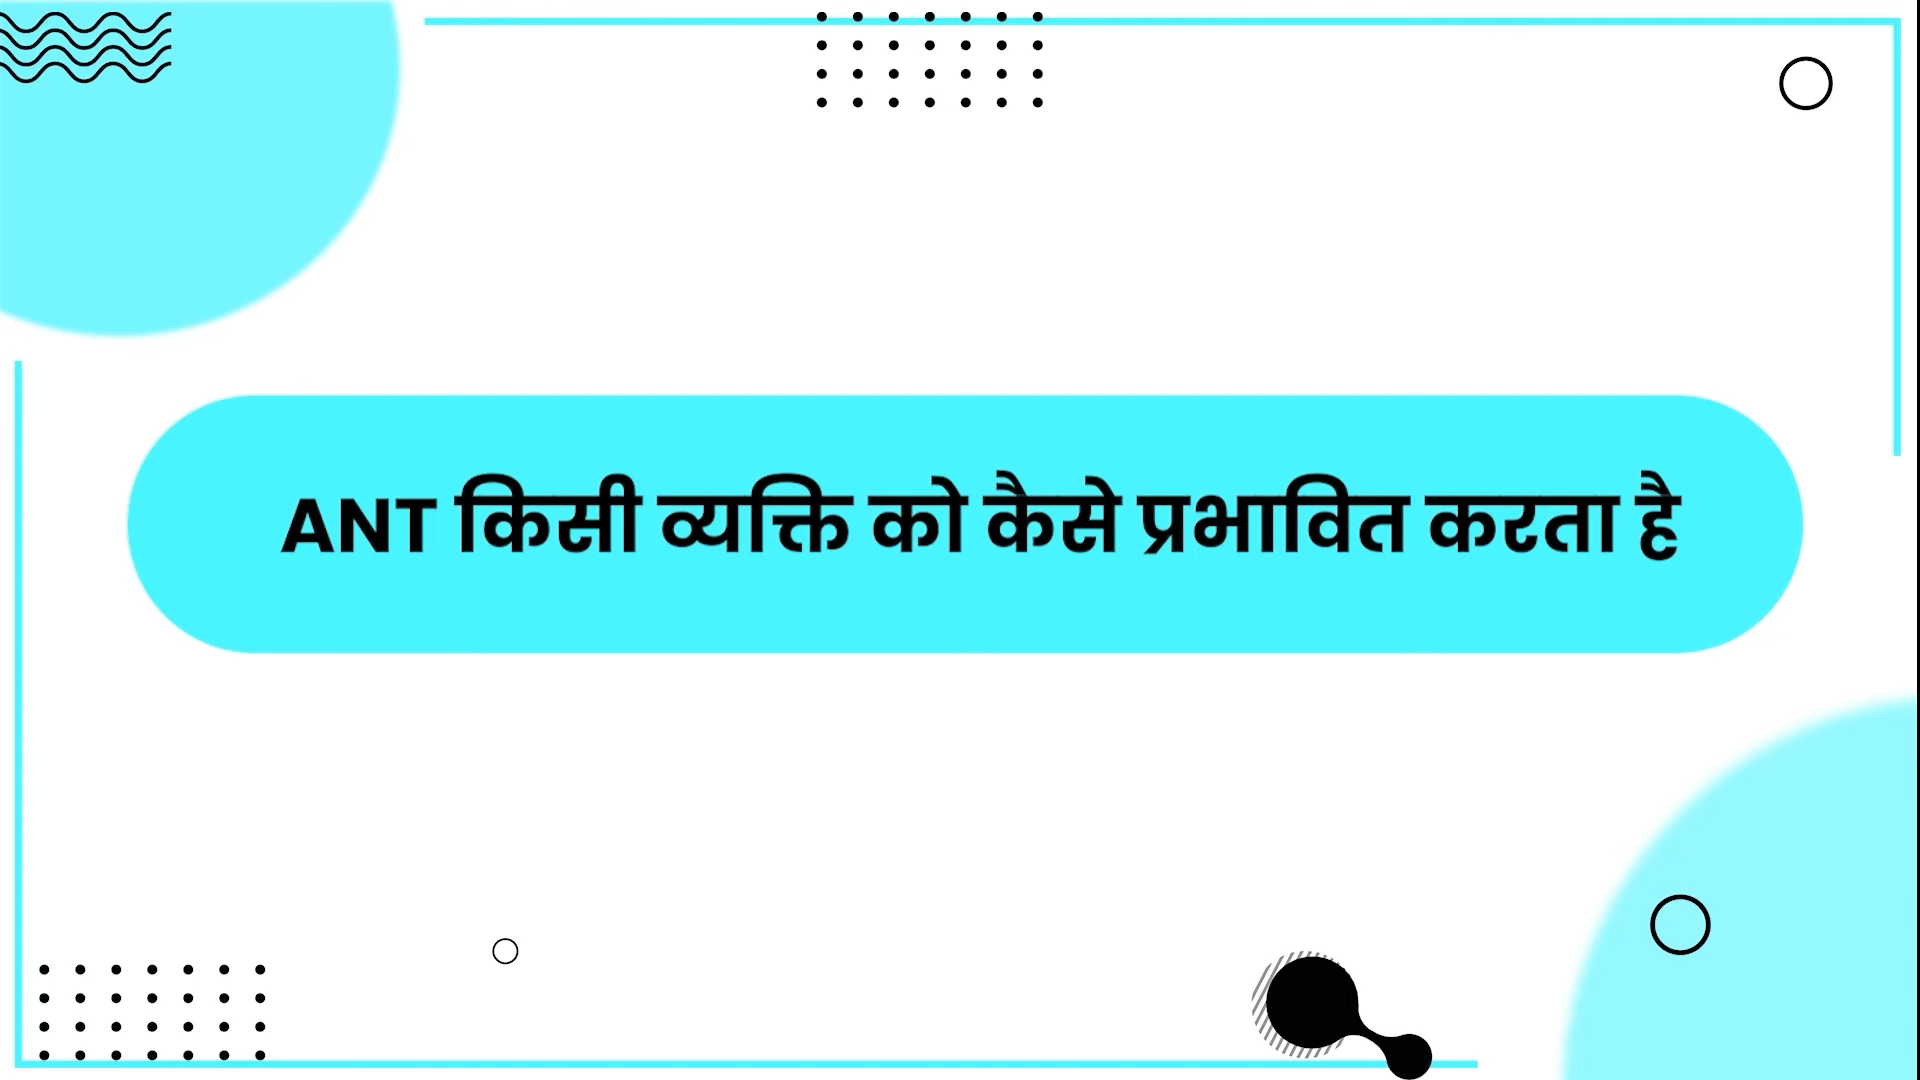 ANT किसी व्यक्ति को कैसे प्रभावित करता है